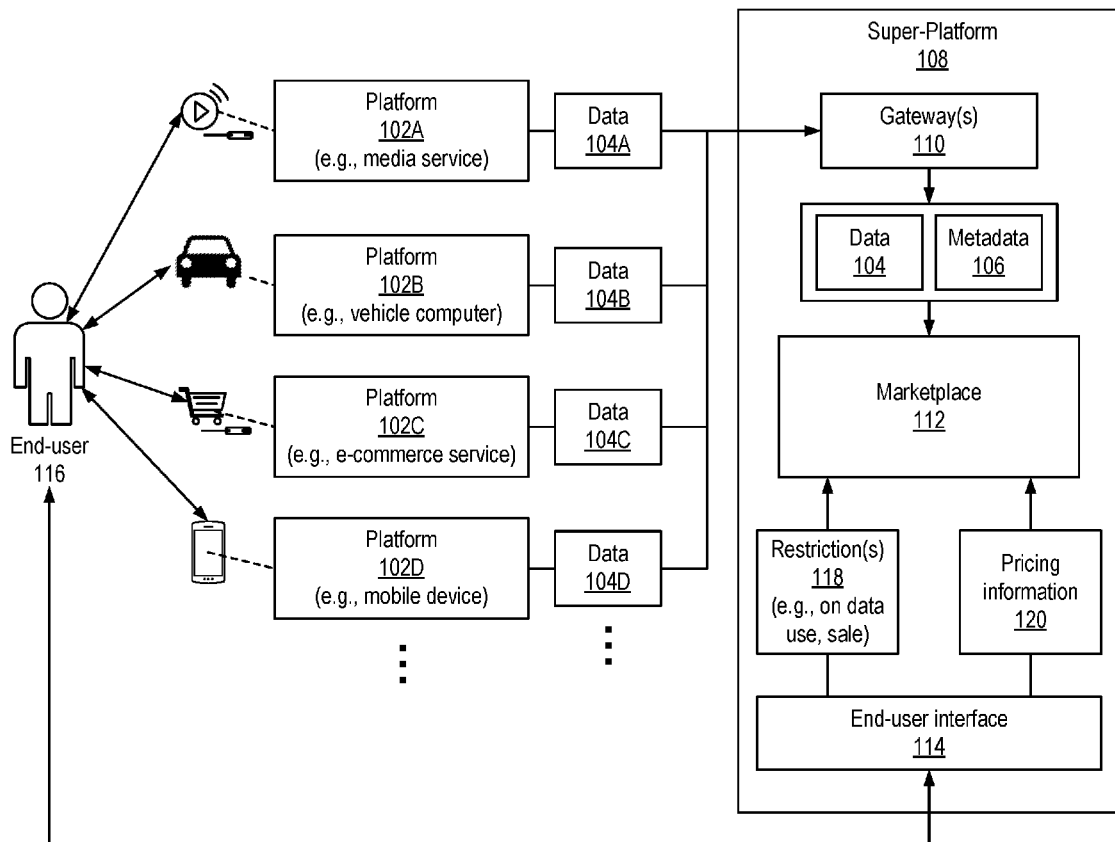 Super-Platform
108
Platform
102A
(e.g., media service)
Data
104A
Gateway(s)
110
Data
104
Metadata
106
Platform
102B
(e.g., vehicle computer)
Data
104B
Marketplace
112
Platform
102C
(e.g., e-commerce service)
Data
104C
End-user
116
Platform
102D
(e.g., mobile device)
Data
104D
Restriction(s)
118
(e.g., on data
use, sale)
Pricing
information
120
End-user interface
114